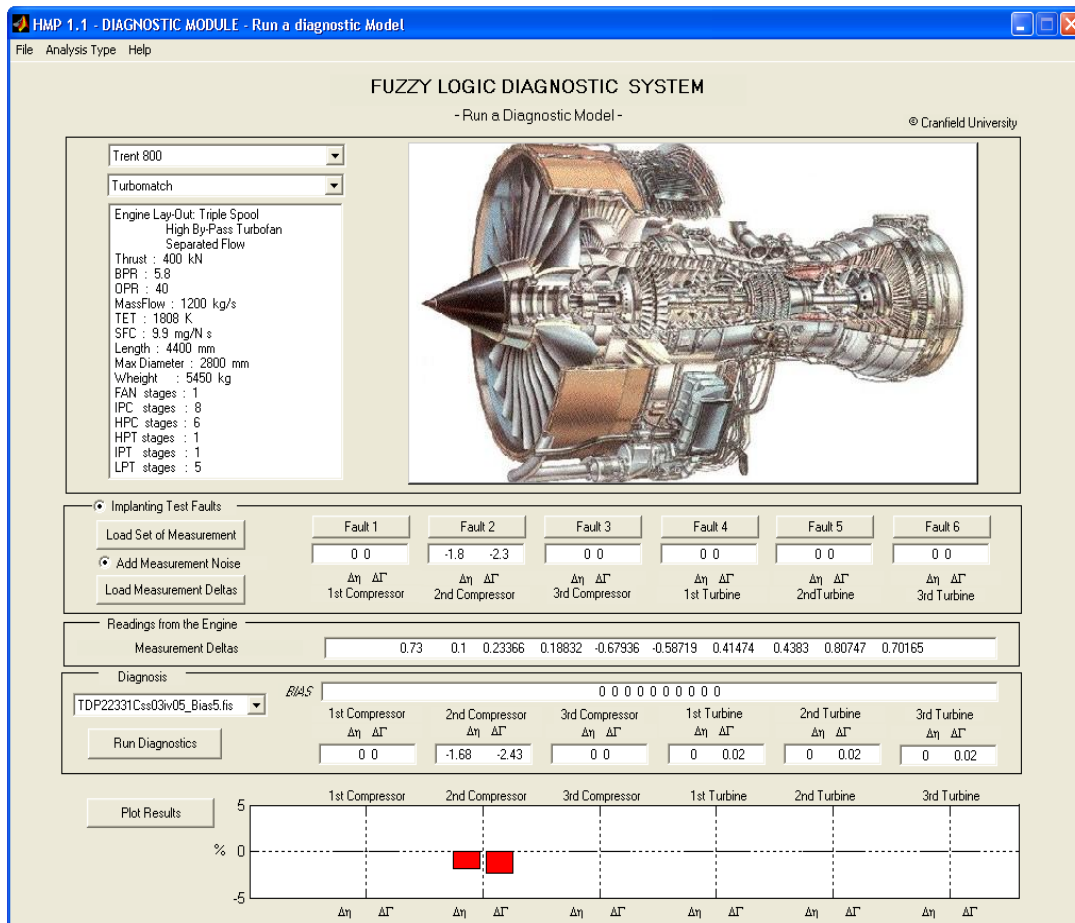 HMP 1.1 - DIAGNOSTIC MODULE - Run a diagnostic Model
File Analysis Type Help
FUZZY LOGIC DIAGNOSTIC SYSTEM
- Run a Diagnostic Model -
© Cranfield University
Trent 800
Turbomatch
Engine Lay-Out: Triple Spool
High By-Pass Turbofan
Separated Flow
Thrust : 400 kN
BPR : 5.8
OPR : 40
MassFlow : 1200 kg/s
TET : 1808 K
SFC : 9.9 mg/N s
Length : 4400 mm
Max Diameter : 2800 mm
Wheight : 5450 kg
FAN stages : 1
IPC stages : 8
HPC stages : 6
HPT stages : 1
IPT stages : 1
LPT stages : 5
Implanting Test Faults
Load Set of Measurement
Add Measurement Noise
Load Measurement Deltas
Fault 1 Fault 2 Fault 3 Fault 4 Fault 5 Fault 6
0 0 -1.8 -2.3 0 0 0 0 0 0 0 0
Δη ΔΓ Δη ΔΓ Δη ΔΓ Δη ΔΓ Δη ΔΓ Δη ΔΓ
1st Compressor 2nd Compressor 3rd Compressor 1st Turbine 2ndTurbine 3rd Turbine
Readings from the Engine
Measurement Deltas 0.73 0.1 0.23366 0.18832 -0.67936 -0.58719 0.41474 0.4383 0.80747 0.70165
Diagnosis
TDP22331Css03iv05_Bias5.fis
Run Diagnostics
BIAS 0 0 0 0 0 0 0 0 0 0
1st Compressor 2nd Compressor 3rd Compressor 1st Turbine 2nd Turbine 3rd Turbine
Δη ΔΓ Δη ΔΓ Δη ΔΓ Δη ΔΓ Δη ΔΓ Δη ΔΓ
0 0 -1.68 -2.43 0 0 0 0.02 0 0.02 0 0.02
Plot Results
1st Compressor 2nd Compressor 3rd Compressor 1st Turbine 2nd Turbine 3rd Turbine
5
% 0
-5
Δη ΔΓ Δη ΔΓ Δη ΔΓ Δη ΔΓ Δη ΔΓ Δη ΔΓ